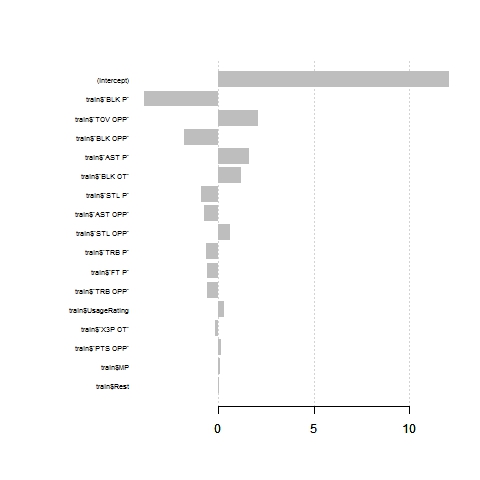 (Intercept)
train$`BLK P`
train$`TOV OPP`
train$`BLK OPP`
train$`AST P`
train$`BLK OT`
train$`STL P`
train$`AST OPP`
train$`STL OPP`
train$`TRB P`
train$`FT P`
train$`TRB OPP`
train$UsageRating
train$`X3P OT`
train$`PTS OPP`
train$MP
train$Rest
0 5 10